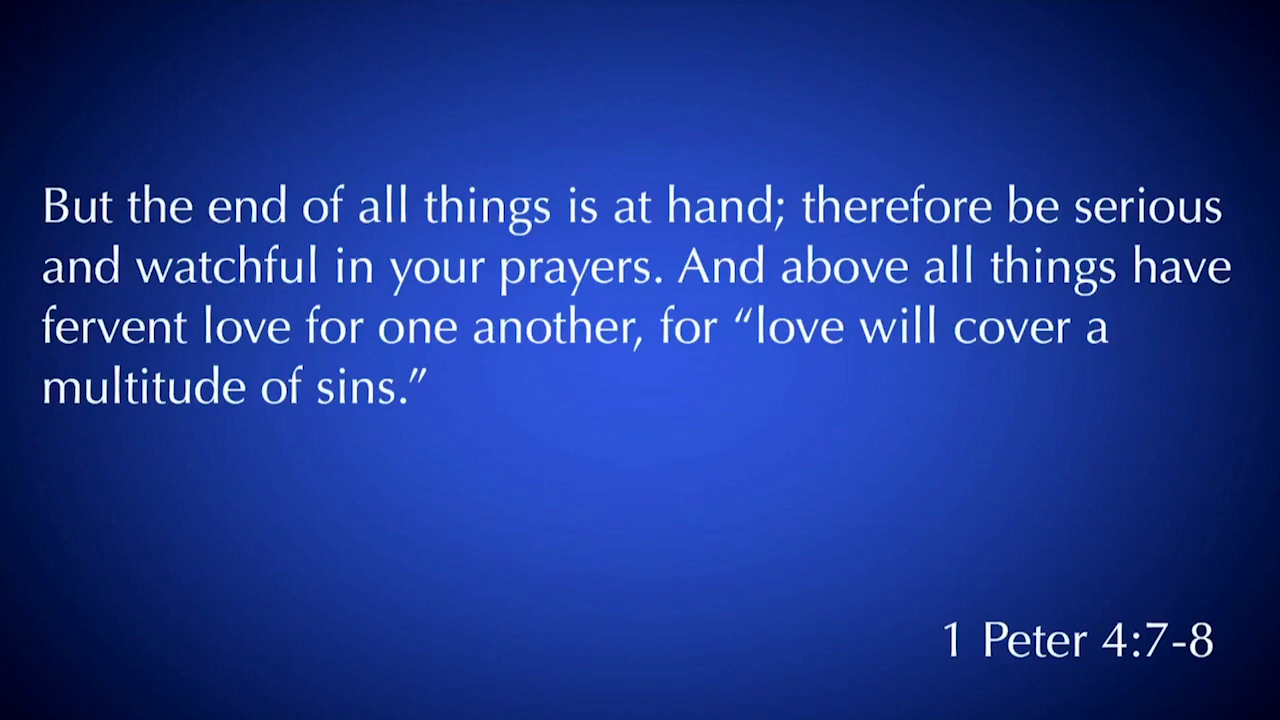 But the end of all things is at hand; therefore be serious
and watchful in your prayers. And above all things have
fervent love for one another, for “love will cover a
multitude of sins.”
1 Peter 4:7-8